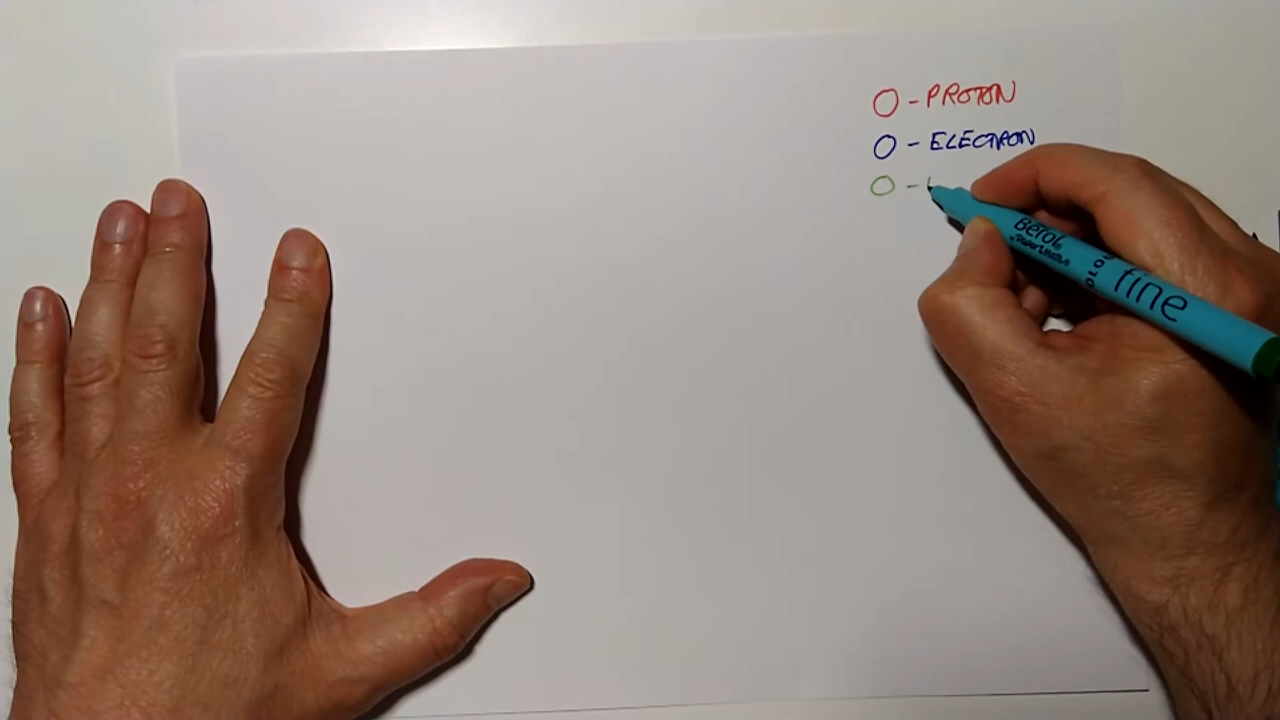 O - PROTON
O - ELECTRON
O -
Berol
fine